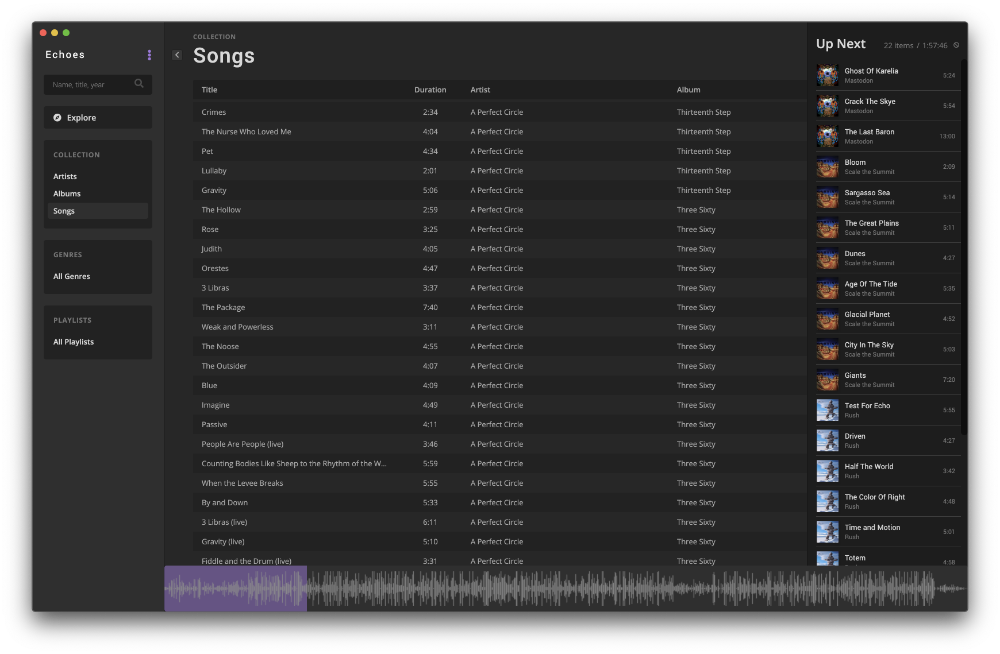 Echoes
Name, title, year
Explore
COLLECTION
Artists
Albums
Songs
GENRES
All Genres
PLAYLISTS
All Playlists
COLLECTION
Songs
Title Duration Artist Album
Crimes 2:34 A Perfect Circle Thirteenth Step
The Nurse Who Loved Me 4:04 A Perfect Circle Thirteenth Step
Pet 4:34 A Perfect Circle Thirteenth Step
Lullaby 2:01 A Perfect Circle Thirteenth Step
Gravity 5:06 A Perfect Circle Thirteenth Step
The Hollow 2:59 A Perfect Circle Three Sixty
Rose 3:25 A Perfect Circle Three Sixty
Judith 4:05 A Perfect Circle Three Sixty
Orestes 4:47 A Perfect Circle Three Sixty
3 Libras 3:37 A Perfect Circle Three Sixty
The Package 7:40 A Perfect Circle Three Sixty
Weak and Powerless 3:11 A Perfect Circle Three Sixty
The Noose 4:55 A Perfect Circle Three Sixty
The Outsider 4:07 A Perfect Circle Three Sixty
Blue 4:09 A Perfect Circle Three Sixty
Imagine 4:49 A Perfect Circle Three Sixty
Passive 4:11 A Perfect Circle Three Sixty
People Are People (live) 3:46 A Perfect Circle Three Sixty
Counting Bodies Like Sheep to the Rhythm of the W... 5:59 A Perfect Circle Three Sixty
When the Levee Breaks 5:55 A Perfect Circle Three Sixty
By and Down 5:33 A Perfect Circle Three Sixty
3 Libras (live) 6:11 A Perfect Circle Three Sixty
Gravity (live) 5:10 A Perfect Circle Three Sixty
Fiddle and the Drum (live) 3:31 A Perfect Circle Three Sixty
Up Next 22 items / 1:57:46
Ghost Of Karelia 5:24
Mastodon
Crack The Skye 5:54
Mastodon
The Last Baron 13:00
Mastodon
Bloom 2:09
Scale the Summit
Sargasso Sea 5:14
Scale the Summit
The Great Plains 5:11
Scale the Summit
Dunes 4:27
Scale the Summit
Age Of The Tide 5:35
Scale the Summit
Glacial Planet 4:52
Scale the Summit
City In The Sky 5:03
Scale the Summit
Giants 7:20
Scale the Summit
Test For Echo 5:55
Rush
Driven 4:27
Rush
Half The World 3:42
Rush
The Color Of Right 4:48
Rush
Time and Motion 5:01
Rush
Totem 4:58